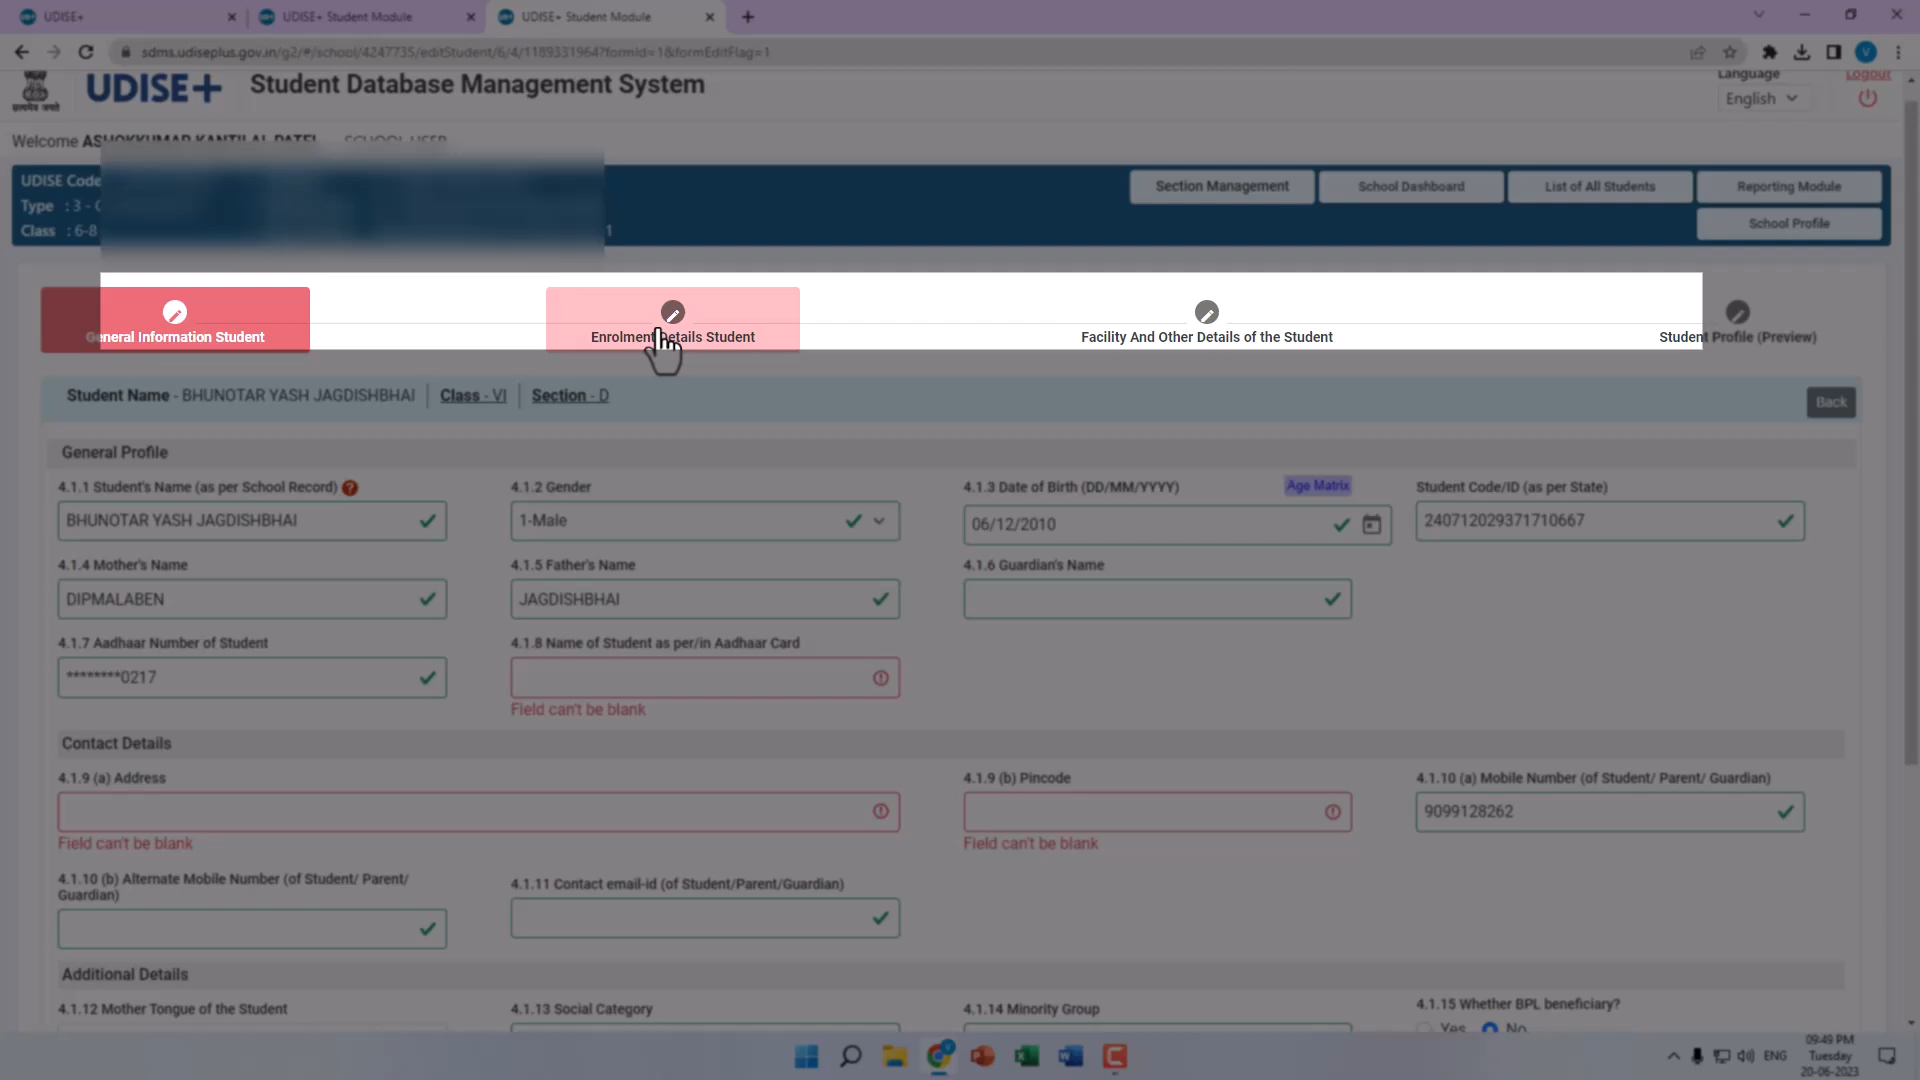 UDISE+
UDISE+ Student Module
UDISE+ Student Module
sdms.udiseplus.gov.in/g2/#/school/4247735/editStudent/6/4/1189331964?formId=1&formEditFlag=1
V
सत्यमेव जयते
UDISE+
Student Database Management System
Language
English
Logout
Welcome ASHOKKUMAR KANTILAL PATEL
SCHOOL USER
UDISE Code
Type : 3 -
Class : 6-8
1
Section Management
School Dashboard
List of All Students
Reporting Module
School Profile
General Information Student
Enrolment Details Student
Facility And Other Details of the Student
Student Profile (Preview)
Student Name - BHUNOTAR YASH JAGDISHBHAI
Class - VI
Section - D
Back
General Profile
4.1.1 Student's Name (as per School Record) ?
4.1.2 Gender
4.1.3 Date of Birth (DD/MM/YYYY)
Age Matrix
Student Code/ID (as per State)
BHUNOTAR YASH JAGDISHBHAI
1-Male
06/12/2010
240712029371710667
4.1.4 Mother's Name
4.1.5 Father's Name
4.1.6 Guardian's Name
DIPMALABEN
JAGDISHBHAI
4.1.7 Aadhaar Number of Student
4.1.8 Name of Student as per/in Aadhaar Card
********0217
Field can't be blank
Contact Details
4.1.9 (a) Address
4.1.9 (b) Pincode
4.1.10 (a) Mobile Number (of Student/ Parent/ Guardian)
9099128262
Field can't be blank
Field can't be blank
4.1.10 (b) Alternate Mobile Number (of Student/ Parent/
Guardian)
4.1.11 Contact email-id (of Student/Parent/Guardian)
Additional Details
4.1.12 Mother Tongue of the Student
4.1.13 Social Category
4.1.14 Minority Group
4.1.15 Whether BPL beneficiary?
Yes No
ENG
09:49 PM
Tuesday
20-06-2023